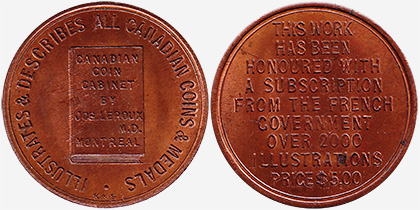 ILLUSTRATES & DESCRIBES ALL CANADIAN COINS & MEDALS
CANADIAN
COIN
CABINET
BY
JOS. LEROUX
M.D.
MONTREAL
THIS WORK
HAS BEEN
HONOURED WITH
A SUBSCRIPTION
FROM THE FRENCH
GOVERNMENT
OVER 2000
ILLUSTRATIONS
PRICE $5.00